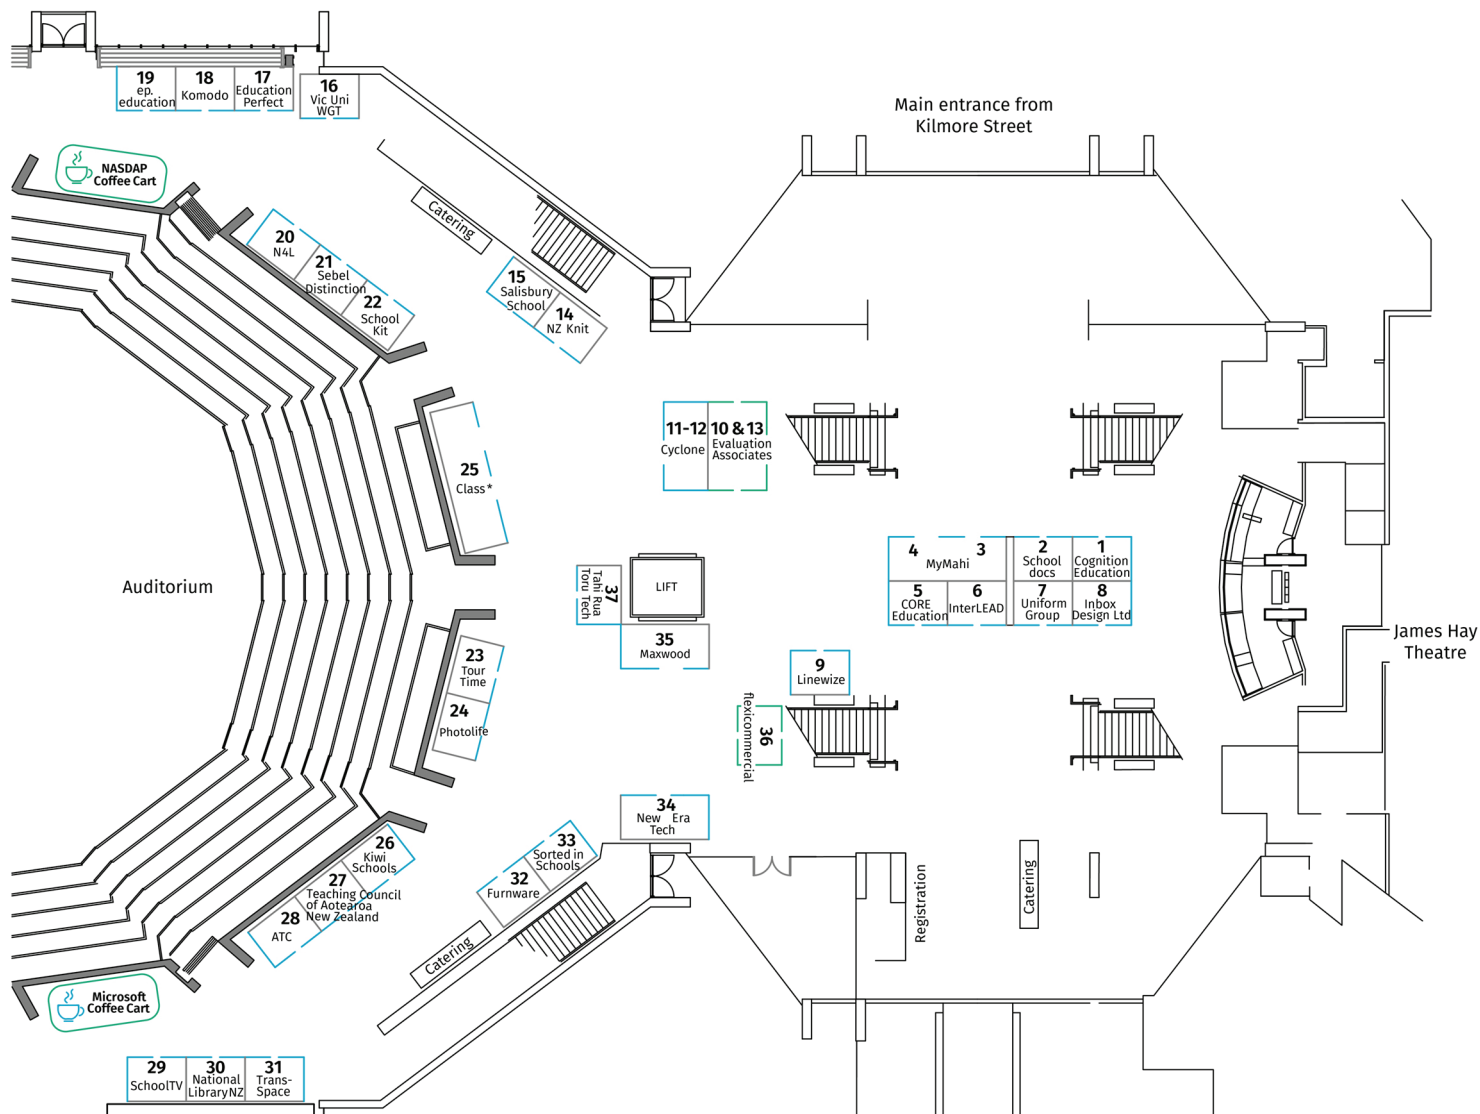 19
ep.
education
18
Komodo
17
Education
Perfect
16
Vic Uni
WGT
Main entrance from
Kilmore Street
NASDAP
Coffee Cart
Catering
20
N4L
21
Sebel
Distinction
22
School
Kit
15
Salisbury
School
14
NZ Knit
11-12
Cyclone
10 & 13
Evaluation
Associates
25
Class*
4
3
MyMahi
2
School
docs
1
Cognition
Education
5
CORE
Education
6
InterLEAD
7
Uniform
Group
8
Inbox
Design Ltd
Auditorium
37
Tahi Rua
Toru Tech
LIFT
35
Maxwood
James Hay
Theatre
23
Tour
Time
24
Photolife
9
Linewize
36
flexicommercial
34
New Era
Tech
33
Sorted in
Schools
32
Furnware
26
Kiwi
Schools
27
Teaching Council
of Aotearoa
New Zealand
28
ATC
Catering
Registration
Catering
Microsoft
Coffee Cart
29
SchoolTV
30
National
LibraryNZ
31
Trans-
Space